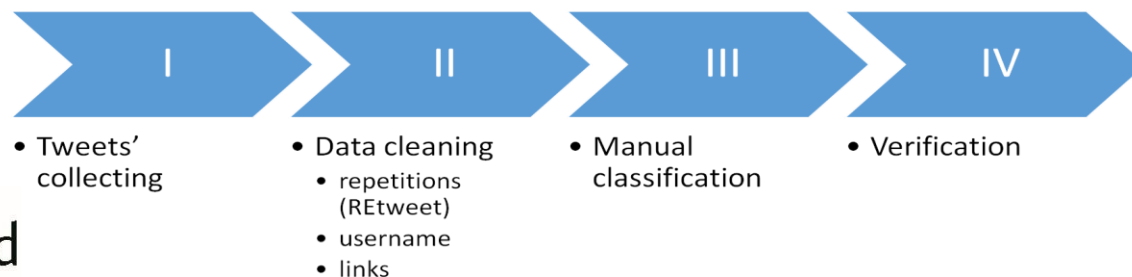 I
II
III
IV
• Tweets'
collecting
• Data cleaning
• repetitions
(REtweet)
• username
• links
• Manual
classification
• Verification
d